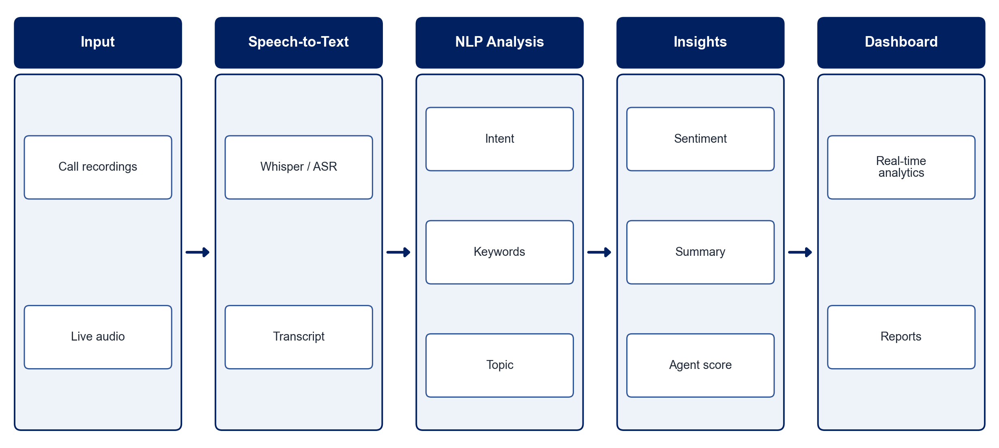 Input
Call recordings
Live audio
Speech-to-Text
Whisper / ASR
Transcript
NLP Analysis
Intent
Keywords
Topic
Insights
Sentiment
Summary
Agent score
Dashboard
Real-time
analytics
Reports